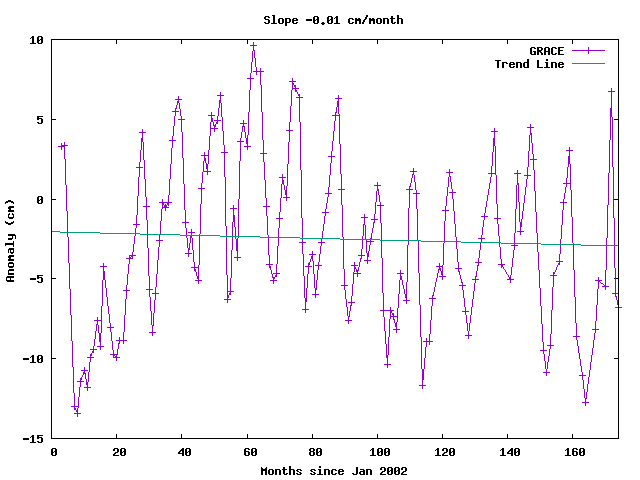 Slope -0.01 cm/month
GRACE
Trend Line
10
5
0
-5
-10
-15
Anomaly (cm)
0 20 40 60 80 100 120 140 160
Months since Jan 2002